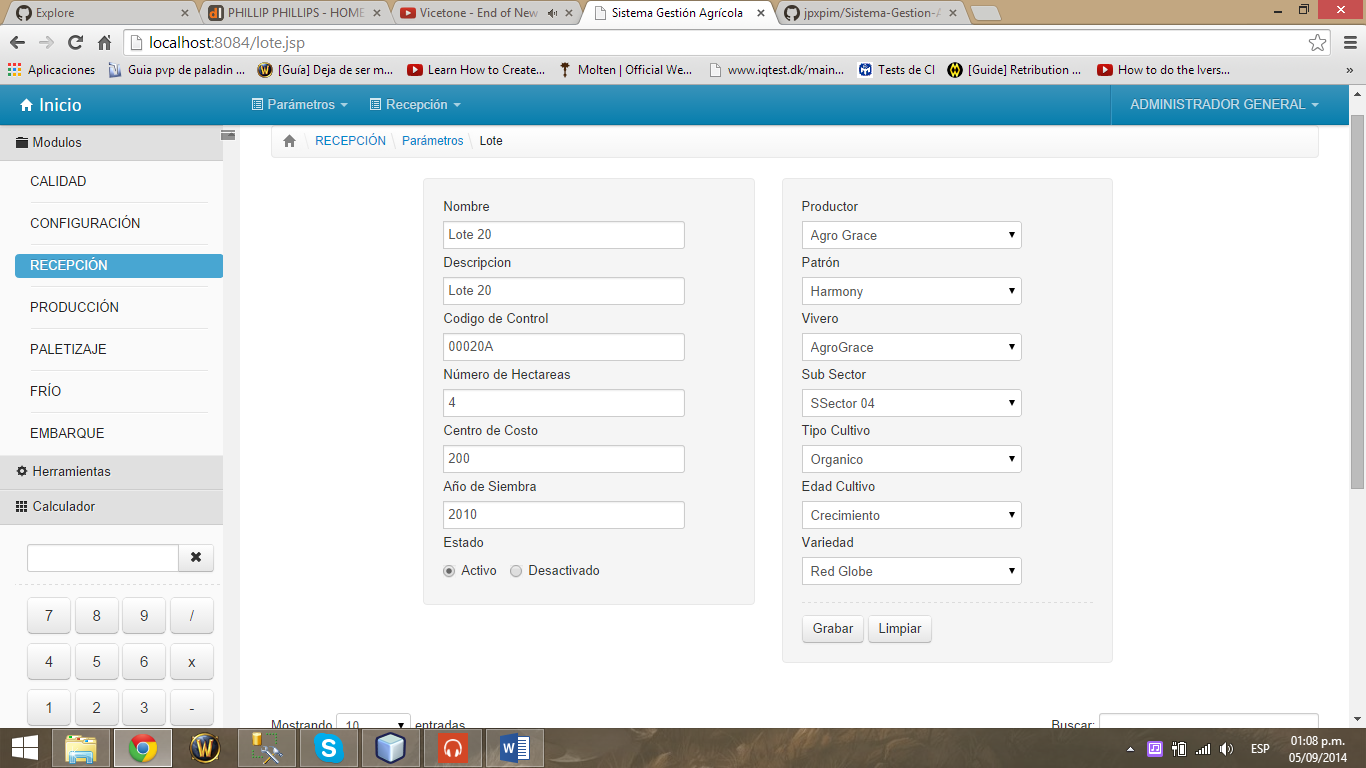 Explore
PHILLIP PHILLIPS - HOME
Vicetone - End of New
Sistema Gestión Agrícola
jpxpim/Sistema-Gestion-A
localhost:8084/lote.jsp
Aplicaciones
Guia pvp de paladin ...
[Guía] Deja de ser m...
Learn How to Create...
Molten | Official We...
www.iqtest.dk/main...
Tests de CI
[Guide] Retribution ...
How to do the Ivers...
»
Inicio
Parámetros
Recepción
ADMINISTRADOR GENERAL
Modulos
CALIDAD
CONFIGURACIÓN
RECEPCIÓN
PRODUCCIÓN
PALETIZAJE
FRÍO
EMBARQUE
Herramientas
Calculador
7 8 9 /
4 5 6 x
1 2 3 -
RECEPCIÓN \ Parámetros \ Lote
Nombre
Lote 20
Descripcion
Lote 20
Codigo de Control
00020A
Número de Hectareas
4
Centro de Costo
200
Año de Siembra
2010
Estado
Activo Desactivado
Productor
Agro Grace
Patrón
Harmony
Vivero
AgroGrace
Sub Sector
SSector 04
Tipo Cultivo
Organico
Edad Cultivo
Crecimiento
Variedad
Red Globe
Grabar Limpiar
Mostrando 10 entradas
Buscar:
ESP
01:08 p.m.
05/09/2014